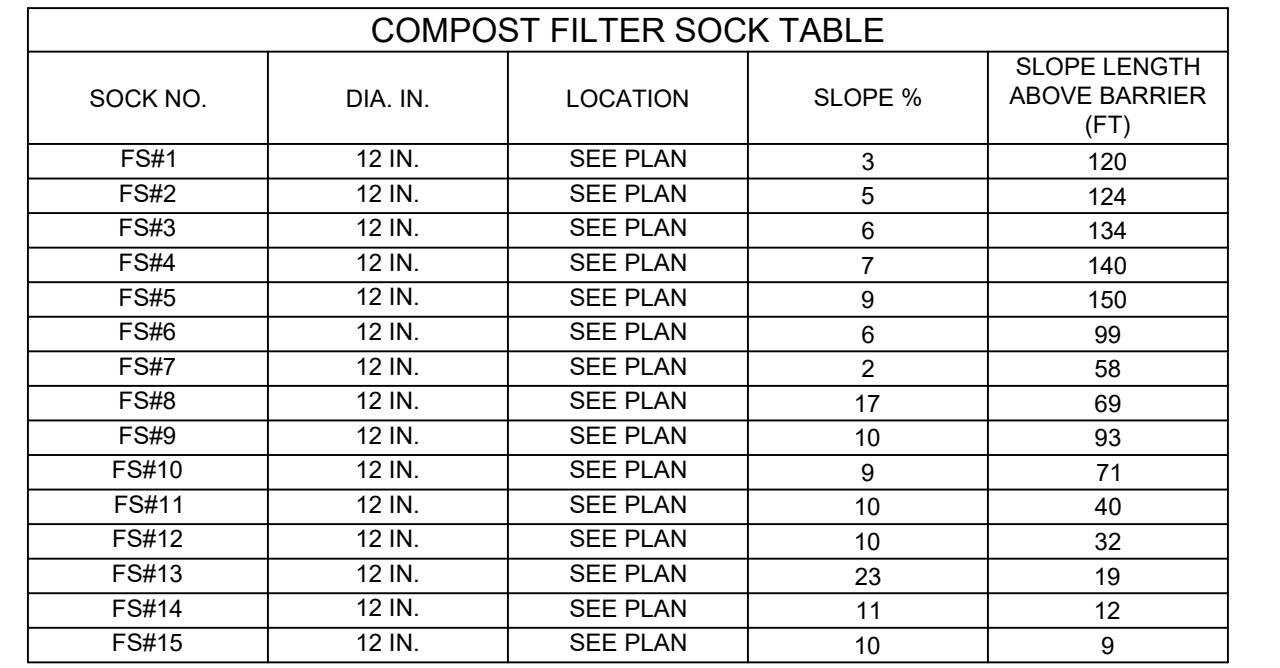 COMPOST FILTER SOCK TABLE
SOCK NO. DIA. IN. LOCATION SLOPE % SLOPE LENGTH ABOVE BARRIER (FT)
FS#1 12 IN. SEE PLAN 3 120
FS#2 12 IN. SEE PLAN 5 124
FS#3 12 IN. SEE PLAN 6 134
FS#4 12 IN. SEE PLAN 7 140
FS#5 12 IN. SEE PLAN 9 150
FS#6 12 IN. SEE PLAN 6 99
FS#7 12 IN. SEE PLAN 2 58
FS#8 12 IN. SEE PLAN 17 69
FS#9 12 IN. SEE PLAN 10 93
FS#10 12 IN. SEE PLAN 9 71
FS#11 12 IN. SEE PLAN 10 40
FS#12 12 IN. SEE PLAN 10 32
FS#13 12 IN. SEE PLAN 23 19
FS#14 12 IN. SEE PLAN 11 12
FS#15 12 IN. SEE PLAN 10 9